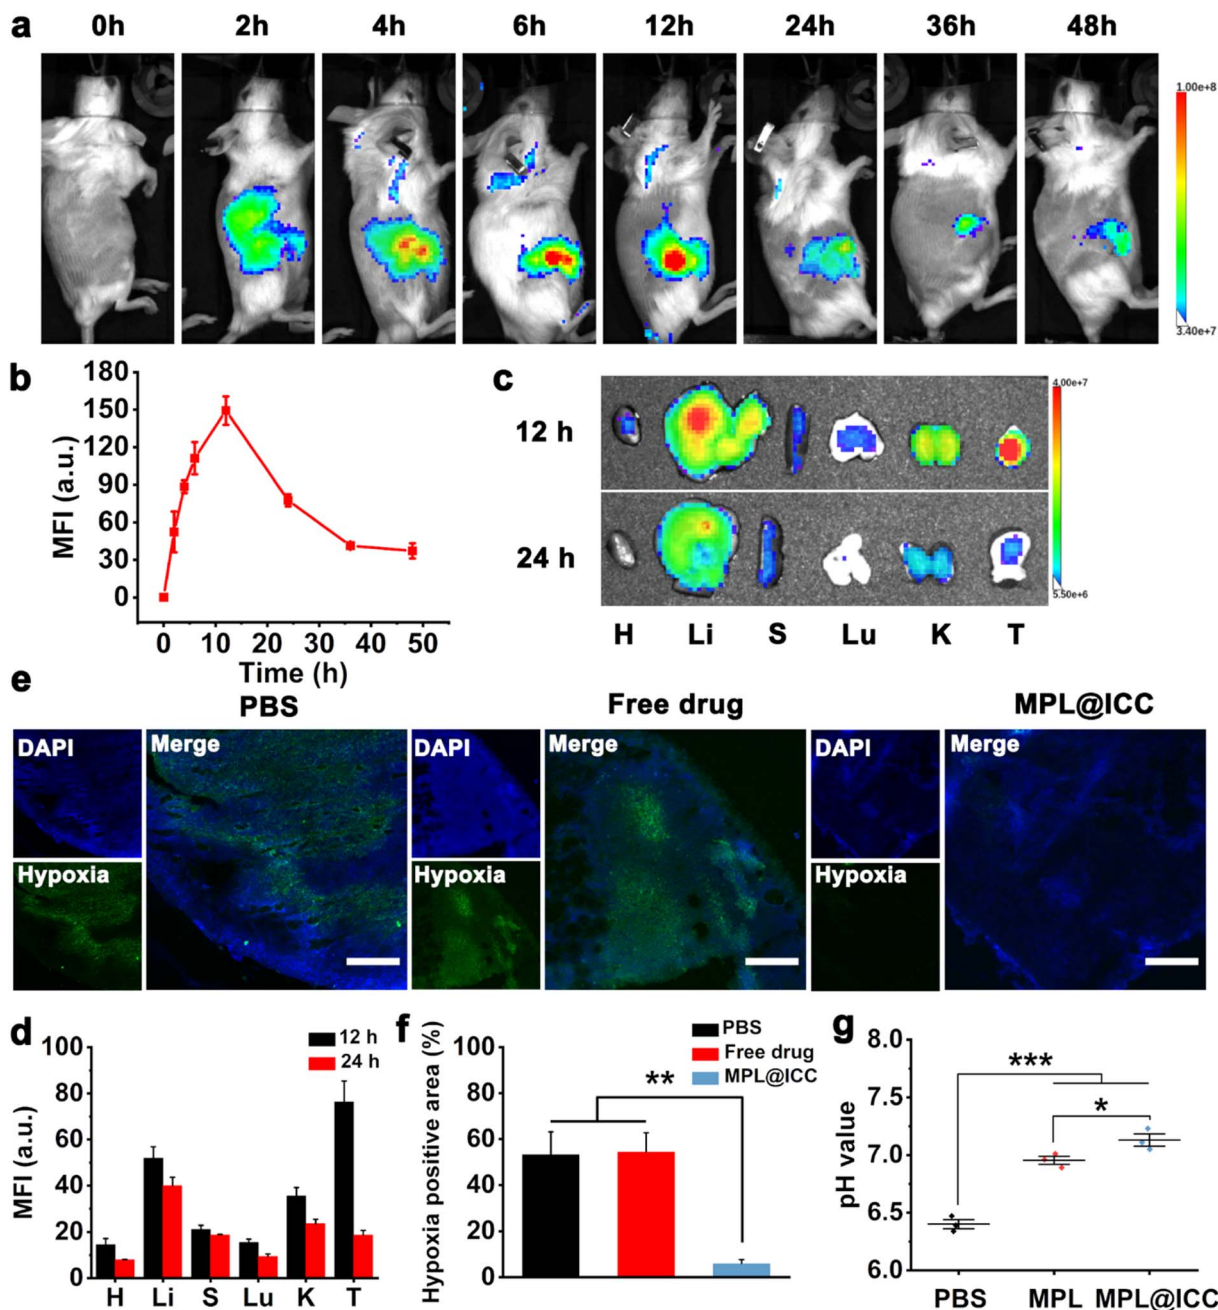 a
0h 2h 4h 6h 12h 24h 36h 48h
1.00e+8
3.40e+7
b
180
150
120
90
60
30
0
MFI (a.u.)
0 10 20 30 40 50
Time (h)
c
12 h
24 h
4.00e+7
5.50e+6
H Li S Lu K T
e
PBS Free drug MPL@ICC
DAPI Merge DAPI Merge DAPI Merge
Hypoxia Hypoxia Hypoxia
d
12 h
24 h
100
80
60
40
20
0
MFI (a.u.)
H Li S Lu K T
f
PBS
Free drug
MPL@ICC
100
80
60
40
20
0
Hypoxia positive area (%)
**
g
8.0
7.5
7.0
6.5
6.0
pH value
***
*
PBS MPL MPL@ICC